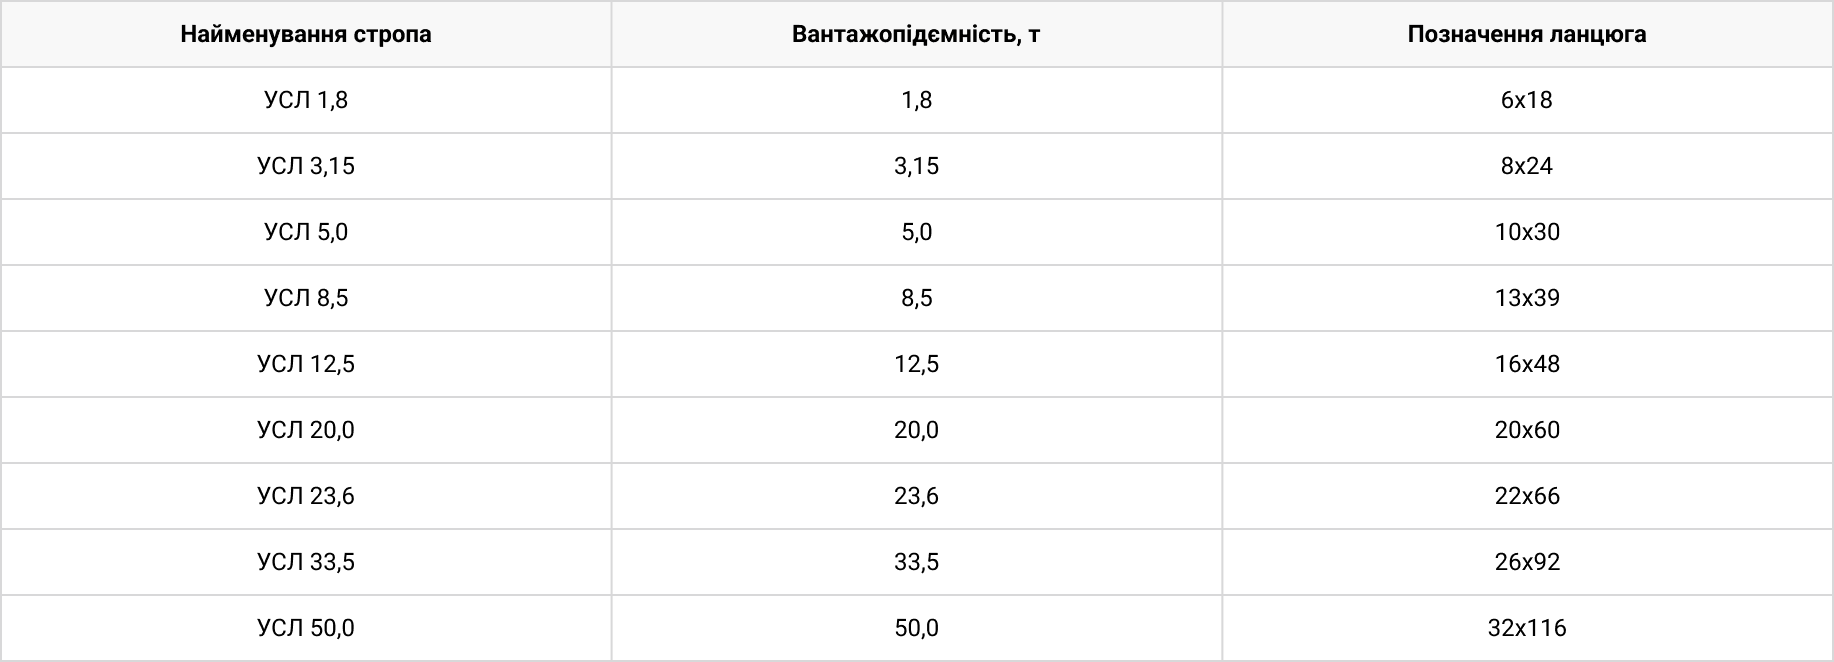 Найменування стропа Вантажопідємність, т Позначення ланцюга
УСЛ 1,8 1,8 6x18
УСЛ 3,15 3,15 8x24
УСЛ 5,0 5,0 10x30
УСЛ 8,5 8,5 13x39
УСЛ 12,5 12,5 16x48
УСЛ 20,0 20,0 20x60
УСЛ 23,6 23,6 22x66
УСЛ 33,5 33,5 26x92
УСЛ 50,0 50,0 32x116